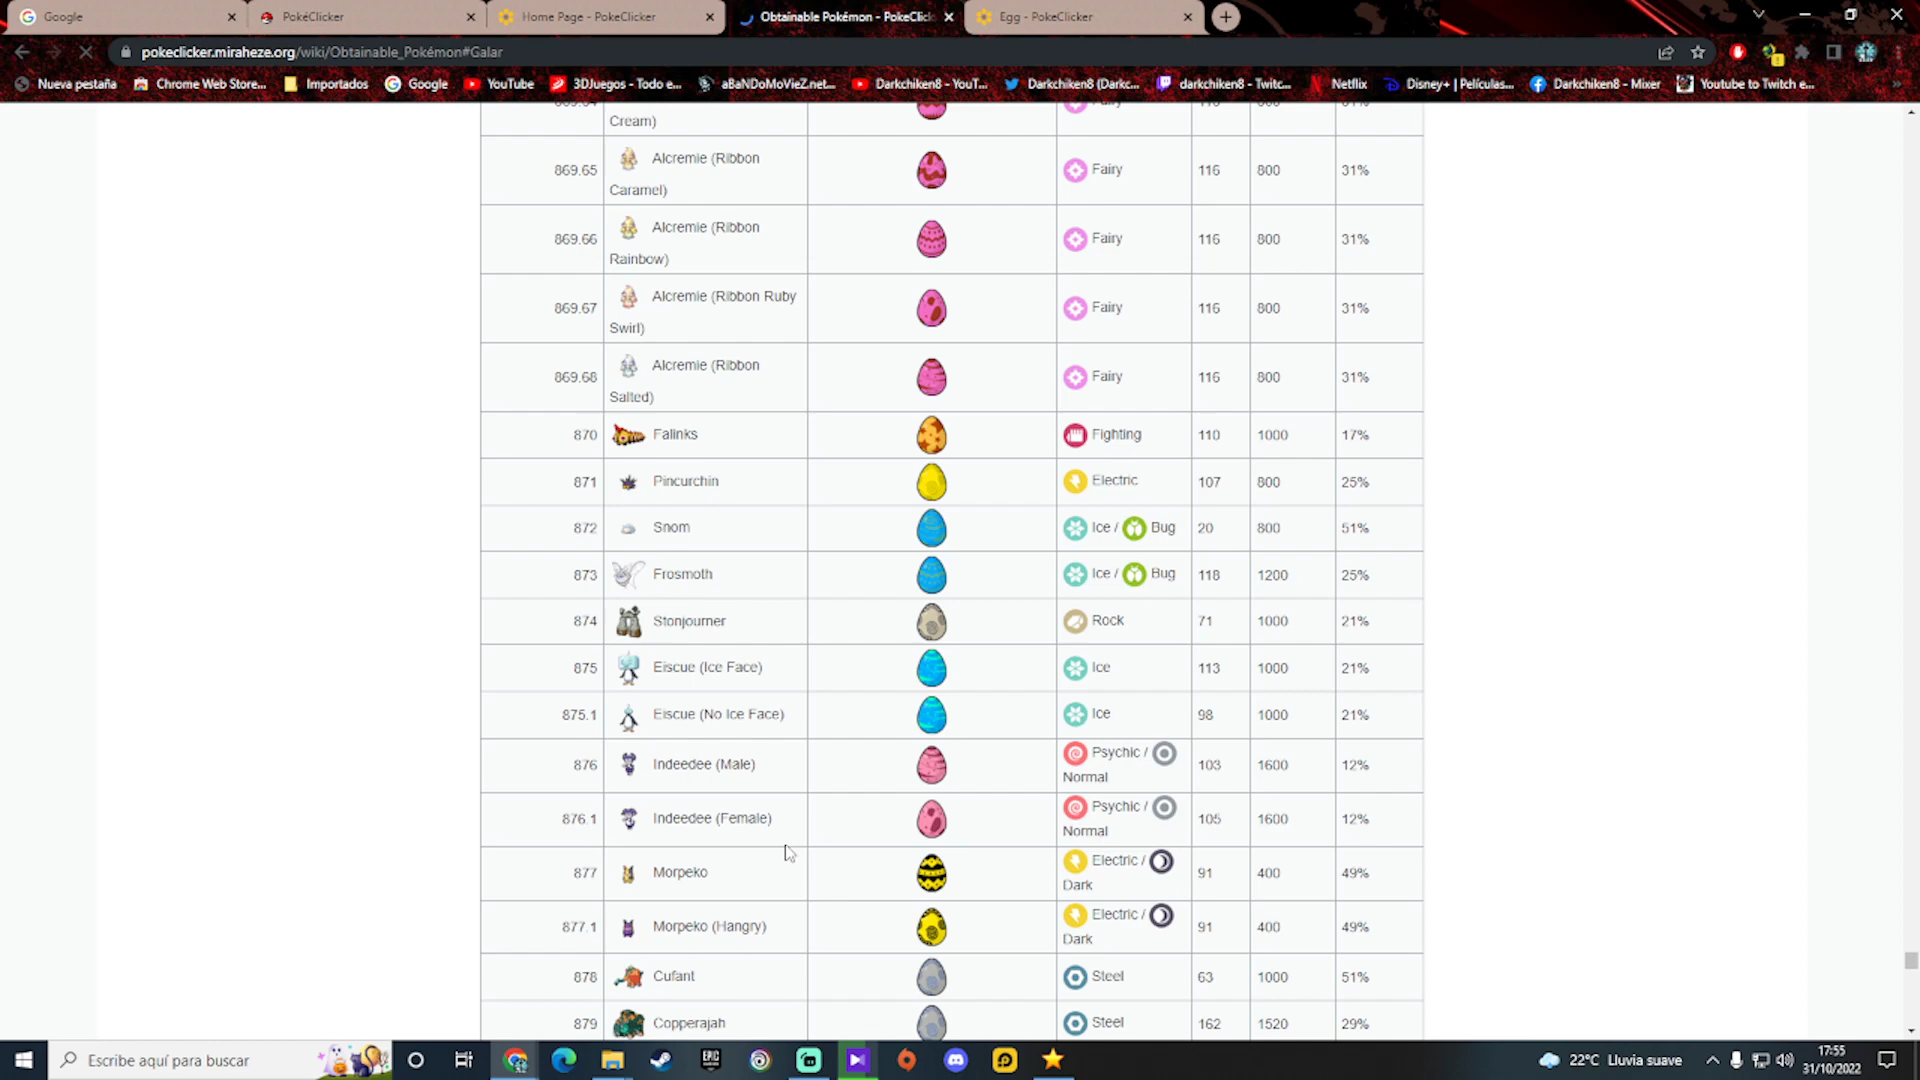 Google
PokéClicker
Home Page - PokeClicker
Obtainable Pokémon - PokeClick
Egg - PokeClicker
pokeclicker.miraheze.org/wiki/Obtainable_Pokémon#Galar
Nueva pestaña
Chrome Web Store...
Importados
Google
YouTube
3DJuegos - Todo e...
aBaNDoMoVieZ.net...
Darkchiken8 - YouT...
Darkchiken8 (Darkc...
darkchiken8 - Twitc...
Netflix
Disney+ | Películas...
Darkchiken8 - Mixer
Youtube to Twitch e...
Cream)
869.65 Alcremie (Ribbon Fairy 116 800 31%
Caramel)
869.66 Alcremie (Ribbon Fairy 116 800 31%
Rainbow)
869.67 Alcremie (Ribbon Ruby Fairy 116 800 31%
Swirl)
869.68 Alcremie (Ribbon Fairy 116 800 31%
Salted)
870 Falinks Fighting 110 1000 17%
871 Pincurchin Electric 107 800 25%
872 Snom Ice / Bug 20 800 51%
873 Frosmoth Ice / Bug 118 1200 25%
874 Stonjourner Rock 71 1000 21%
875 Eiscue (Ice Face) Ice 113 1000 21%
875.1 Eiscue (No Ice Face) Ice 98 1000 21%
876 Indeedee (Male) Psychic / 103 1600 12%
Normal
876.1 Indeedee (Female) Psychic / 105 1600 12%
Normal
877 Morpeko Electric / 91 400 49%
Dark
877.1 Morpeko (Hangry) Electric / 91 400 49%
Dark
878 Cufant Steel 63 1000 51%
879 Copperajah Steel 162 1520 29%
Escribe aquí para buscar
EPIC
22°C Lluvia suave
17:55
31/10/2022